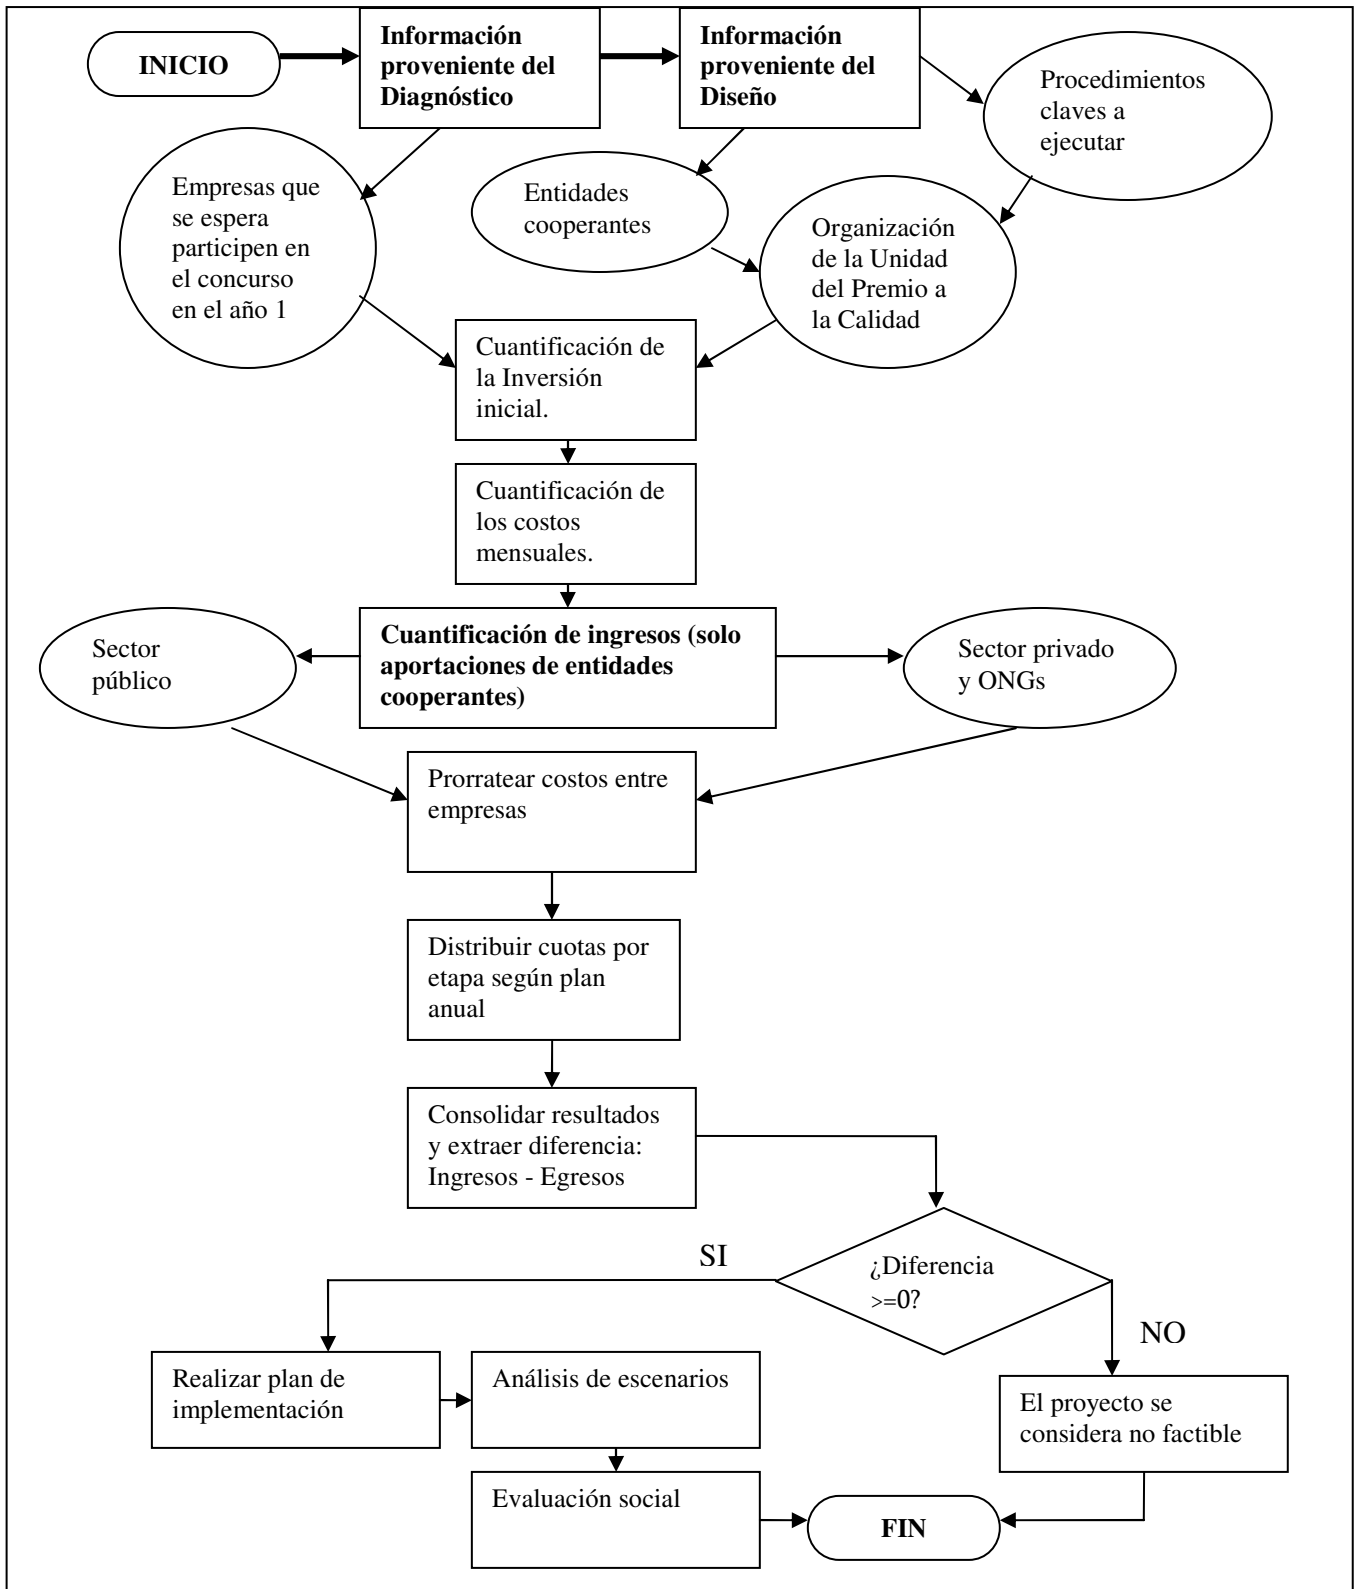 INICIO
Información
proveniente del
Diagnóstico
Información
proveniente del
Diseño
Procedimientos
claves a
ejecutar
Empresas que
se espera
participen en
el concurso
en el año 1
Entidades
cooperantes
Organización
de la Unidad
del Premio a
la Calidad
Cuantificación de
la Inversión
inicial.
Cuantificación de
los costos
mensuales.
Sector
público
Cuantificación de ingresos (solo
aportaciones de entidades
cooperantes)
Sector privado
y ONGs
Prorratear costos entre
empresas
Distribuir cuotas por
etapa según plan
anual
Consolidar resultados
y extraer diferencia:
Ingresos - Egresos
SI
¿Diferencia
>=0?
NO
Realizar plan de
implementación
Análisis de escenarios
El proyecto se
considera no factible
Evaluación social
FIN